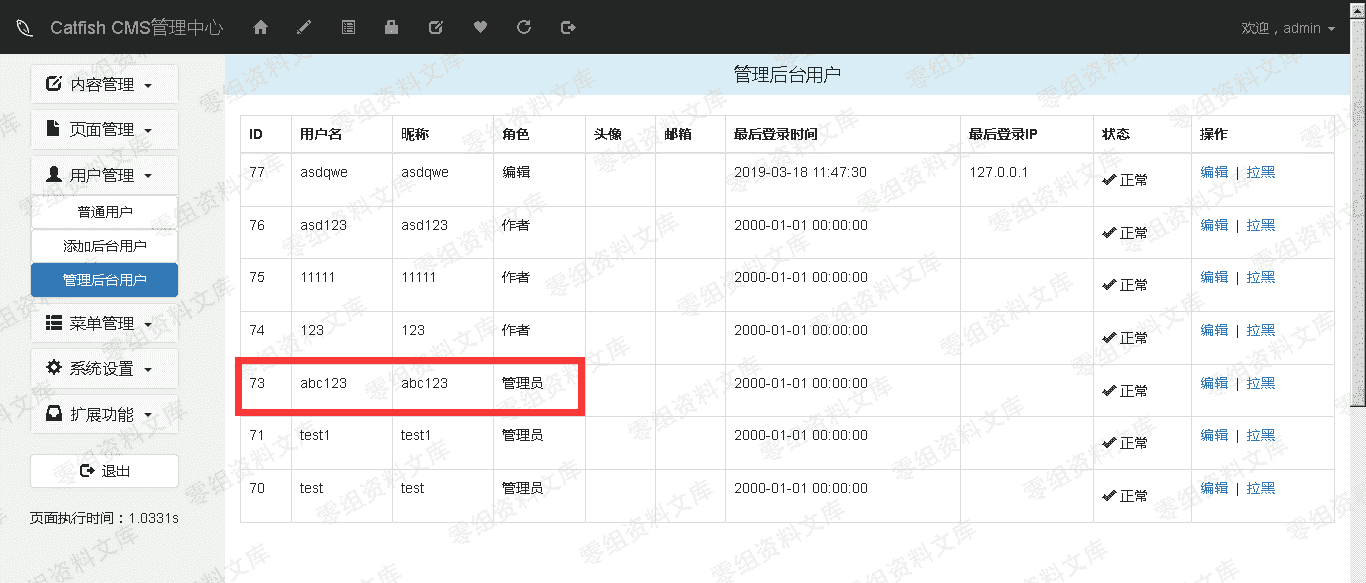 Catfish CMS管理中心
欢迎，admin
内容管理
页面管理
用户管理
普通用户
添加后台用户
管理后台用户
菜单管理
系统设置
扩展功能
退出
页面执行时间：1.0331s
管理后台用户
ID 用户名 昵称 角色 头像 邮箱 最后登录时间 最后登录IP 状态 操作
77 asdqwe asdqwe 编辑 2019-03-18 11:47:30 127.0.0.1 正常 编辑 | 拉黑
76 asd123 asd123 作者 2000-01-01 00:00:00 正常 编辑 | 拉黑
75 11111 11111 作者 2000-01-01 00:00:00 正常 编辑 | 拉黑
74 123 123 作者 2000-01-01 00:00:00 正常 编辑 | 拉黑
73 abc123 abc123 管理员 2000-01-01 00:00:00 正常 编辑 | 拉黑
71 test1 test1 管理员 2000-01-01 00:00:00 正常 编辑 | 拉黑
70 test test 管理员 2000-01-01 00:00:00 正常 编辑 | 拉黑
零组资料文库